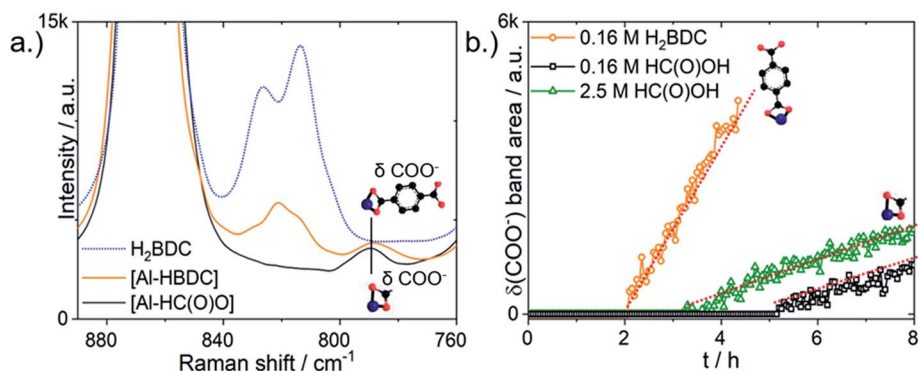 a.)
15k
0
Intensity / a.u.
880
840
800
760
Raman shift / cm⁻¹
δ COO⁻
δ COO⁻
H₂BDC
[Al-HBDC]
[Al-HC(O)O]
b.)
6k
0
δ(COO⁻) band area / a.u.
0.16 M H₂BDC
0.16 M HC(O)OH
2.5 M HC(O)OH
0
2
4
6
8
t / h